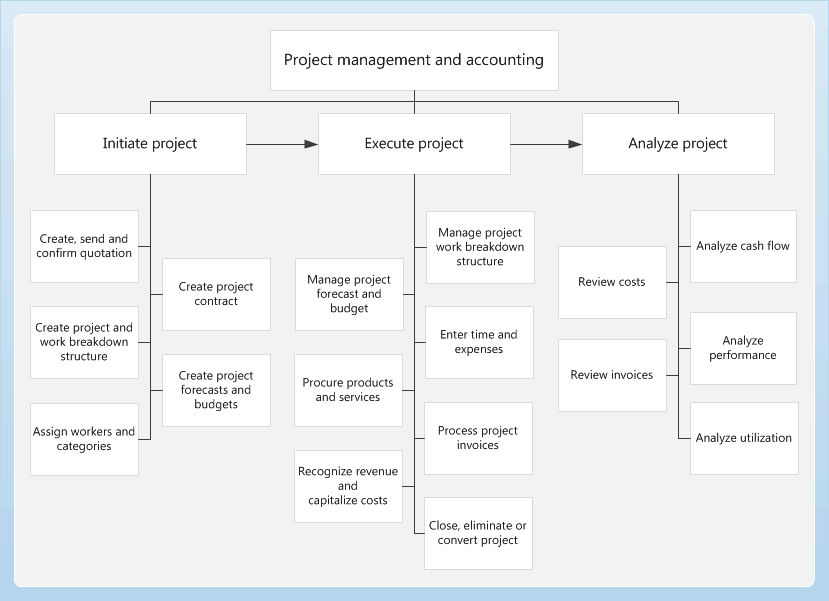 Project management and accounting
Initiate project
Execute project
Analyze project
Create, send and
confirm quotation
Create project
contract
Create project and
work breakdown
structure
Create project
forecasts and
budgets
Assign workers and
categories
Manage project
work breakdown
structure
Manage project
forecast and
budget
Enter time and
expenses
Procure products
and services
Process project
invoices
Recognize revenue
and
capitalize costs
Close, eliminate or
convert project
Analyze cash flow
Review costs
Analyze
performance
Review invoices
Analyze utilization